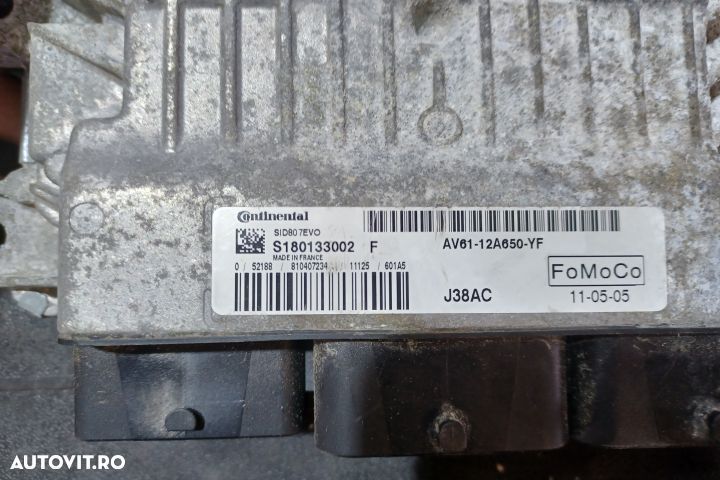 Continental
SID807EVO
S180133002 F
MADE IN FRANCE
0 / 52188 / 810407234 / 11125 / 601A5
AV61-12A650-YF
FoMoCo
J38AC
11-05-05
AUTOVIT.RO